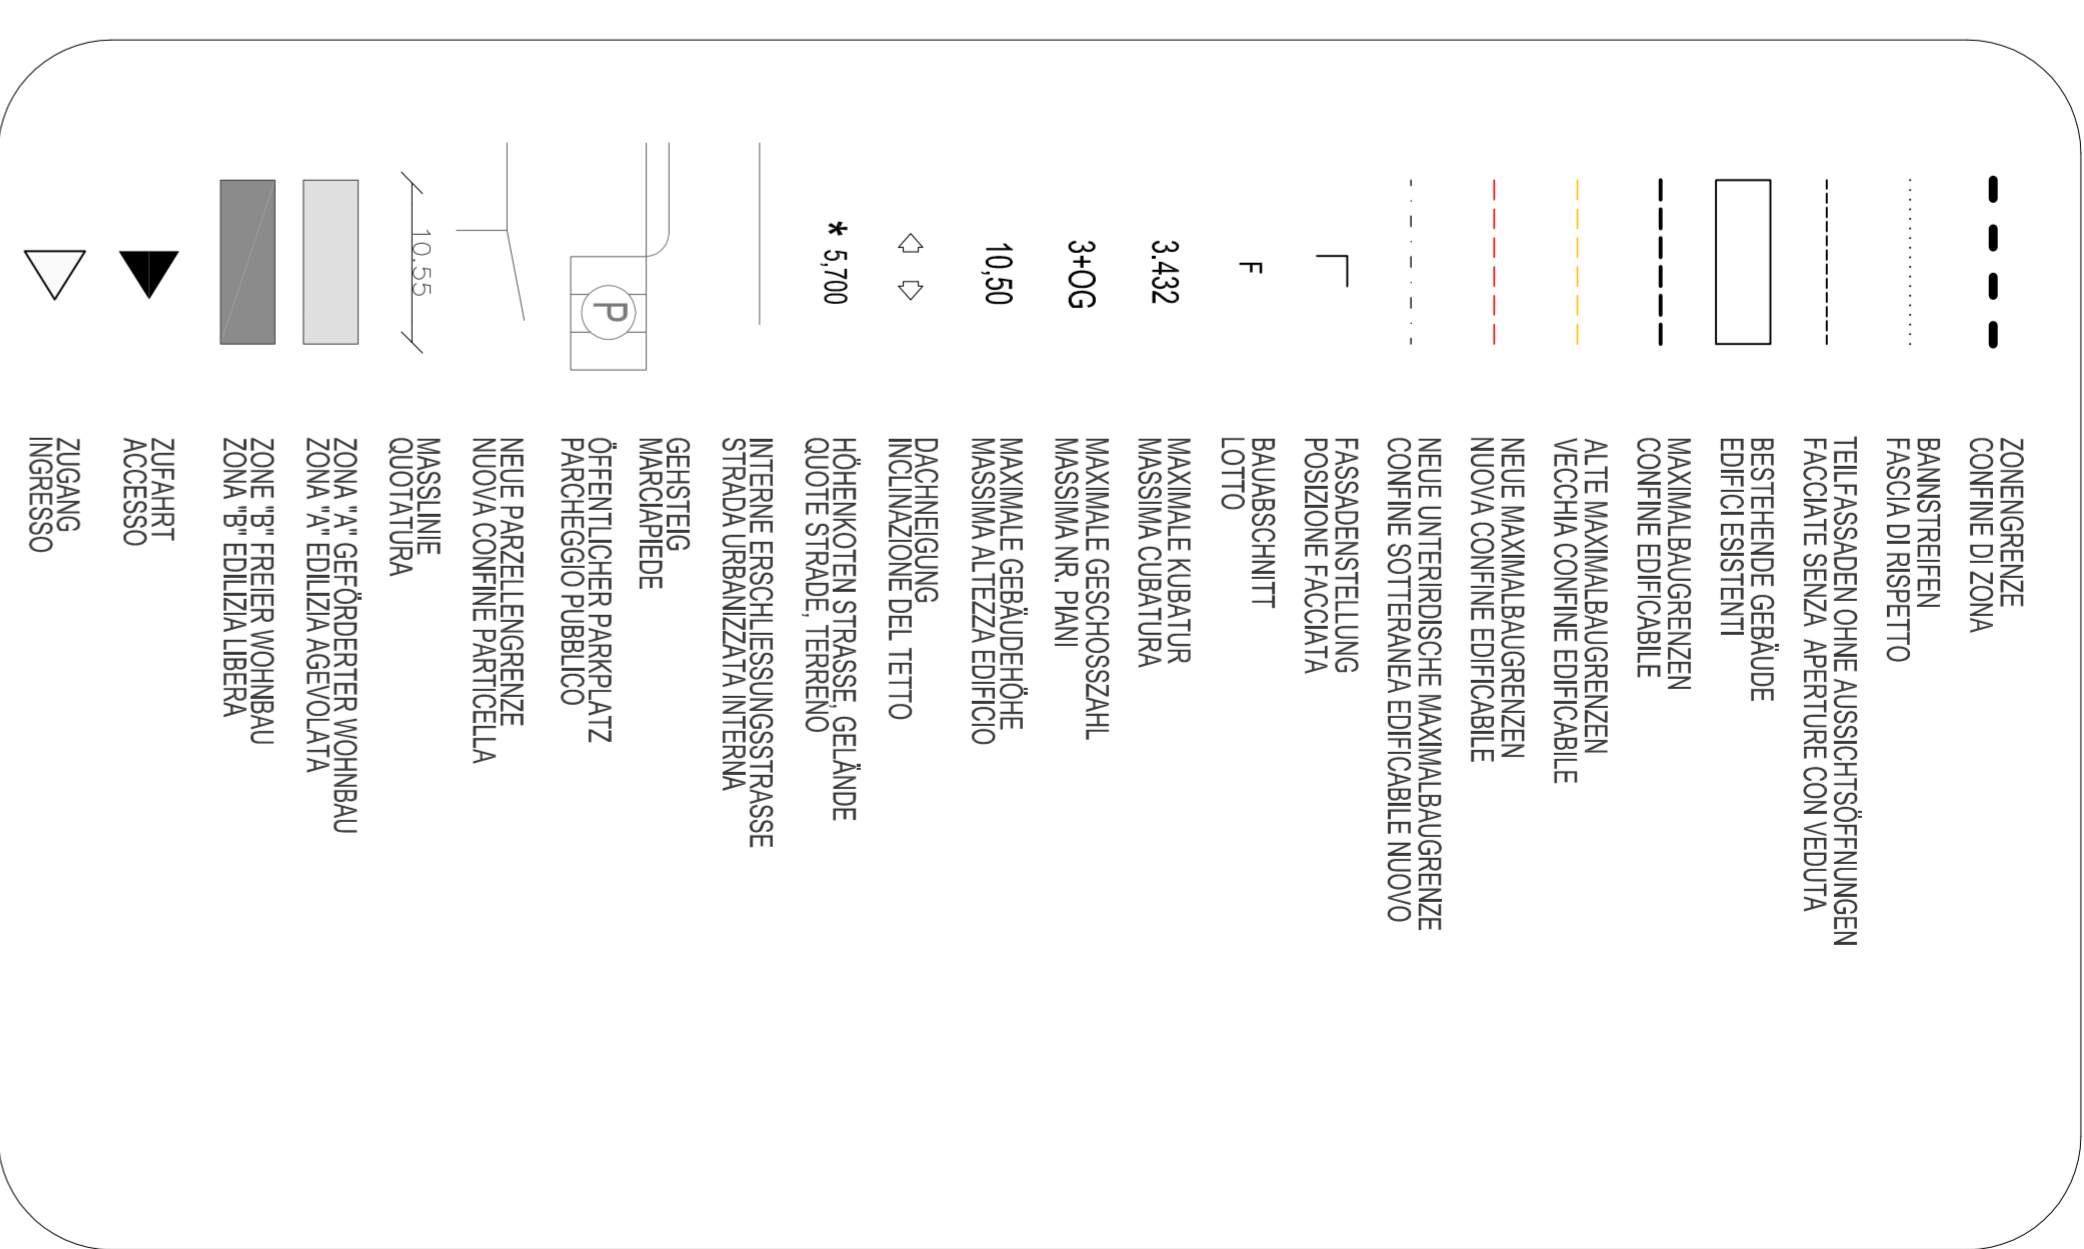 ZONENGRENZE
CONFINE DI ZONA
BANNSTREIFEN
FASCIA DI RISPETTO
TEILFASSADEN OHNE AUSSICHTSÖFFNUNGEN
FACCIATE SENZA APERTURE CON VEDUTA
BESTEHENDE GEBÄUDE
EDIFICI ESISTENTI
MAXIMALBAUGRENZEN
CONFINE EDIFICABILE
ALTE MAXIMALBAUGRENZEN
VECCHIA CONFINE EDIFICABILE
NEUE MAXIMALBAUGRENZEN
NUOVA CONFINE EDIFICABILE
NEUE UNTERIRDISCHE MAXIMALBAUGRENZE
CONFINE SOTTERANEA EDIFICABILE NUOVO
FASSADENSTELLUNG
POSIZIONE FACCIATA
F
BAUABSCHNITT
LOTTO
3.432
MAXIMALE KUBATUR
MASSIMA CUBATURA
3+OG
MAXIMALE GESCHOSSZAHL
MASSIMA NR. PIANI
10,50
MAXIMALE GEBÄUDEHÖHE
MASSIMA ALTEZZA EDIFICIO
DACHNEIGUNG
INCLINAZIONE DEL TETTO
* 5,700
HÖHENKOTEN STRASSE, GELÄNDE
QUOTE STRADE, TERRENO
INTERNE ERSCHLIESSUNGSSTRASSE
STRADA URBANIZZATA INTERNA
GEHSTEIG
MARCIAPIEDE
P
ÖFFENTLICHER PARKPLATZ
PARCHEGGIO PUBBLICO
NEUE PARZELLENGRENZE
NUOVA CONFINE PARTICELLA
10,55
MASSLINIE
QUOTATURA
ZONA "A" GEFÖRDERTER WOHNBAU
ZONA "A" EDILIZIA AGEVOLATA
ZONE "B" FREIER WOHNBAU
ZONA "B" EDILIZIA LIBERA
ZUFAHRT
ACCESSO
ZUGANG
INGRESSO